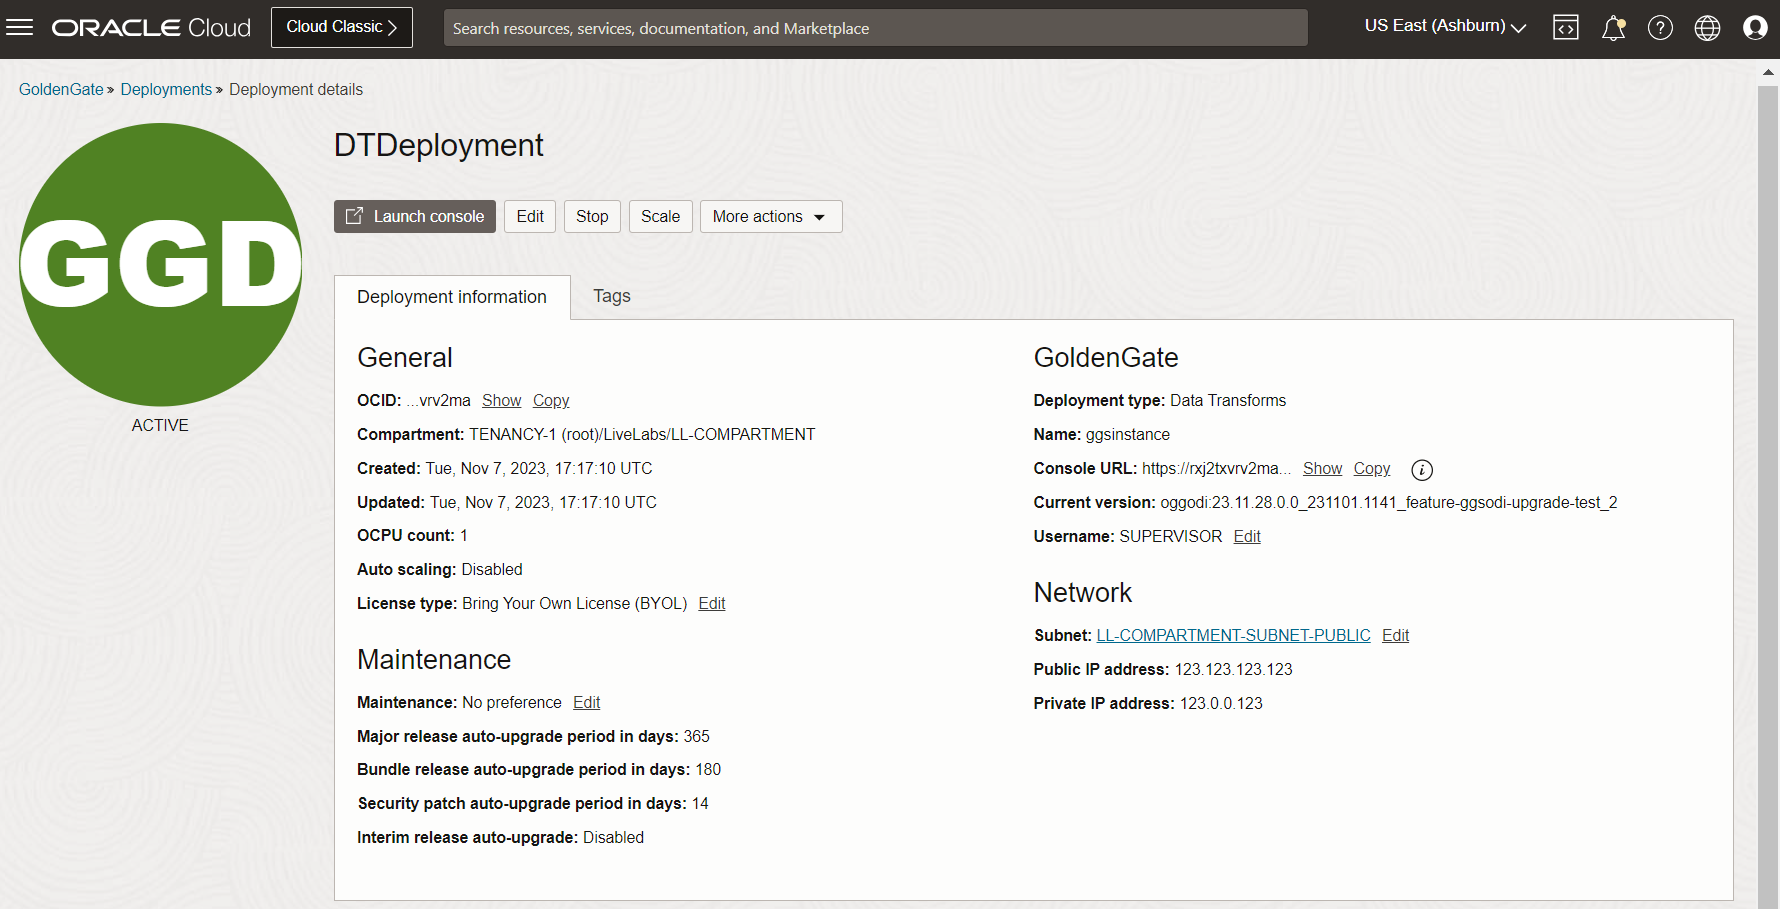 ORACLE Cloud
Cloud Classic
Search resources, services, documentation, and Marketplace
US East (Ashburn)
GoldenGate » Deployments » Deployment details
GGD
ACTIVE
DTDeployment
Launch console
Edit
Stop
Scale
More actions
Deployment information
Tags
General
OCID: ...vrv2ma Show Copy
Compartment: TENANCY-1 (root)/LiveLabs/LL-COMPARTMENT
Created: Tue, Nov 7, 2023, 17:17:10 UTC
Updated: Tue, Nov 7, 2023, 17:17:10 UTC
OCPU count: 1
Auto scaling: Disabled
License type: Bring Your Own License (BYOL) Edit
Maintenance
Maintenance: No preference Edit
Major release auto-upgrade period in days: 365
Bundle release auto-upgrade period in days: 180
Security patch auto-upgrade period in days: 14
Interim release auto-upgrade: Disabled
GoldenGate
Deployment type: Data Transforms
Name: ggsinstance
Console URL: https://rxj2txvrv2ma... Show Copy
Current version: oggodi:23.11.28.0.0_231101.1141_feature-ggsodi-upgrade-test_2
Username: SUPERVISOR Edit
Network
Subnet: LL-COMPARTMENT-SUBNET-PUBLIC Edit
Public IP address: 123.123.123.123
Private IP address: 123.0.0.123